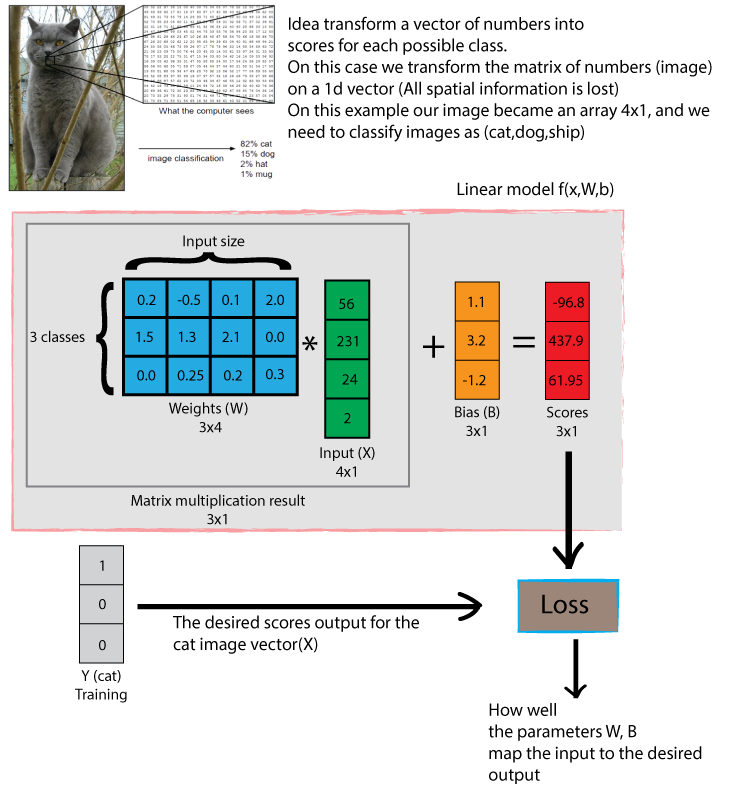 Idea transform a vector of numbers into
scores for each possible class.
On this case we transform the matrix of numbers (image)
on a 1d vector (All spatial information is lost)
On this example our image became an array 4x1, and we
need to classify images as (cat,dog,ship)
What the computer sees
image classification
82% cat
15% dog
2% hat
1% mug
Linear model f(x,W,b)
Input size
3 classes
0.2 -0.5 0.1 2.0
1.5 1.3 2.1 0.0
0.0 0.25 0.2 0.3
Weights (W)
3x4
*
56
231
24
2
Input (X)
4x1
+
1.1
3.2
-1.2
Bias (B)
3x1
=
-96.8
437.9
61.95
Scores
3x1
Matrix multiplication result
3x1
1
0
0
Y (cat)
Training
The desired scores output for the
cat image vector(X)
Loss
How well
the parameters W, B
map the input to the desired
output